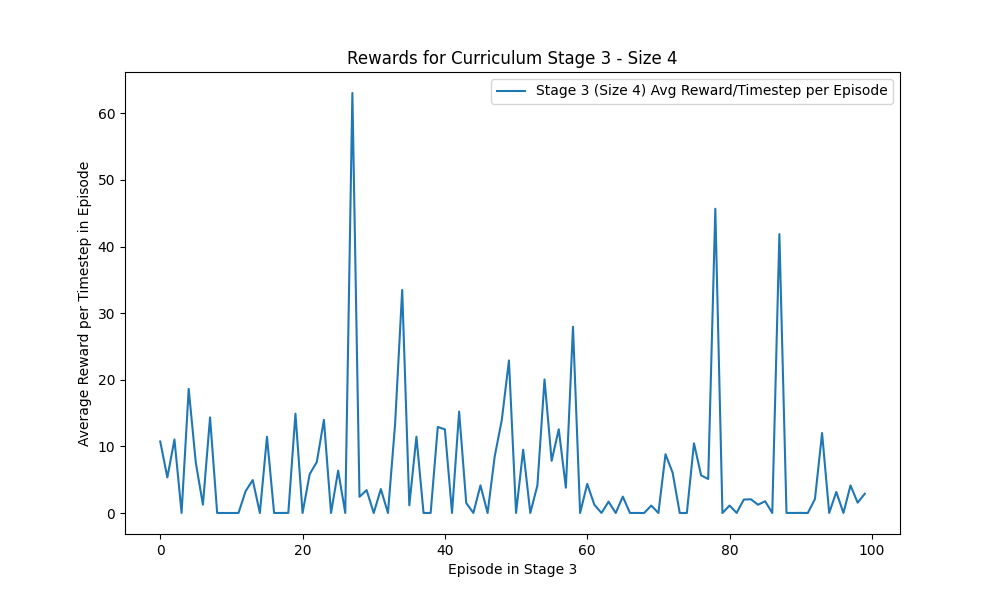 Rewards for Curriculum Stage 3 - Size 4
Stage 3 (Size 4) Avg Reward/Timestep per Episode
Average Reward per Timestep in Episode
60
50
40
30
20
10
0
0 20 40 60 80 100
Episode in Stage 3